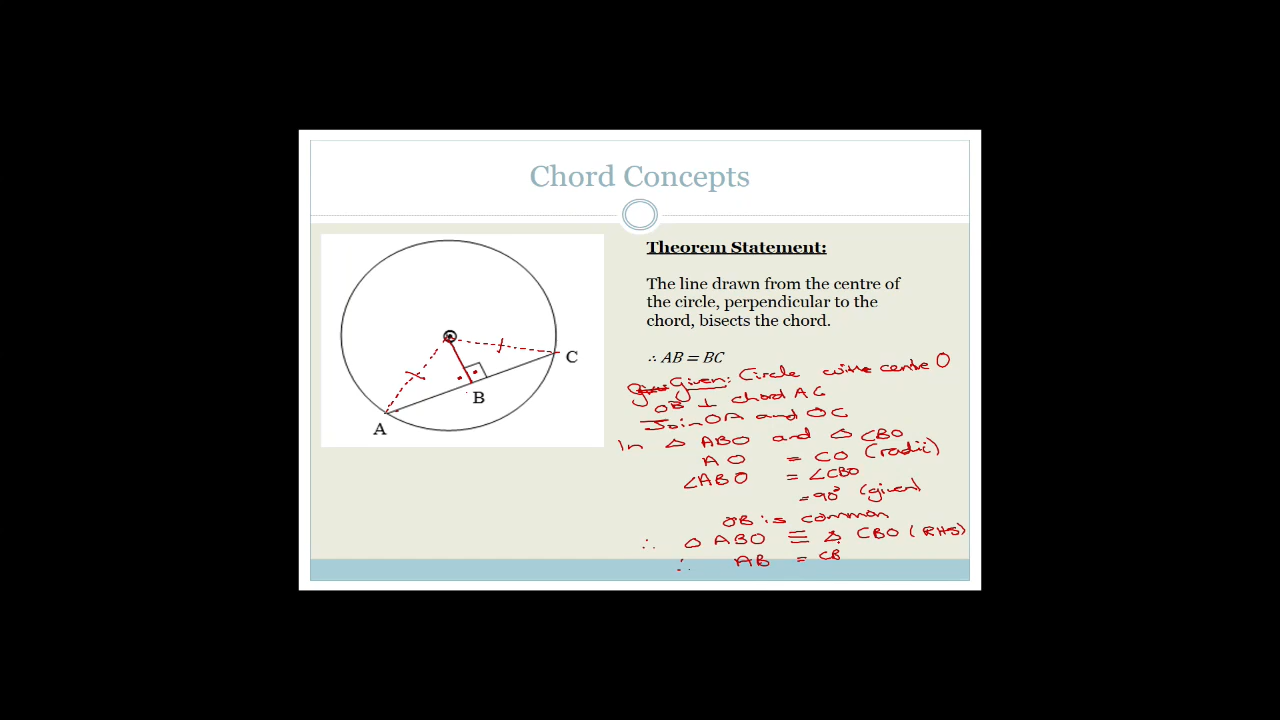 Chord Concepts
Theorem Statement:
The line drawn from the centre of
the circle, perpendicular to the
chord, bisects the chord.
∴ AB = BC
Given: Circle with centre O
OB ⊥ chord AC
Join OA and OC
In △ ABO and △ CBO
AO = CO (radii)
∠ABO = ∠CBO
= 90° (given)
OB is common
∴ △ ABO ≡ △ CBO (RHS)
∴ AB = CB
O
C
B
A